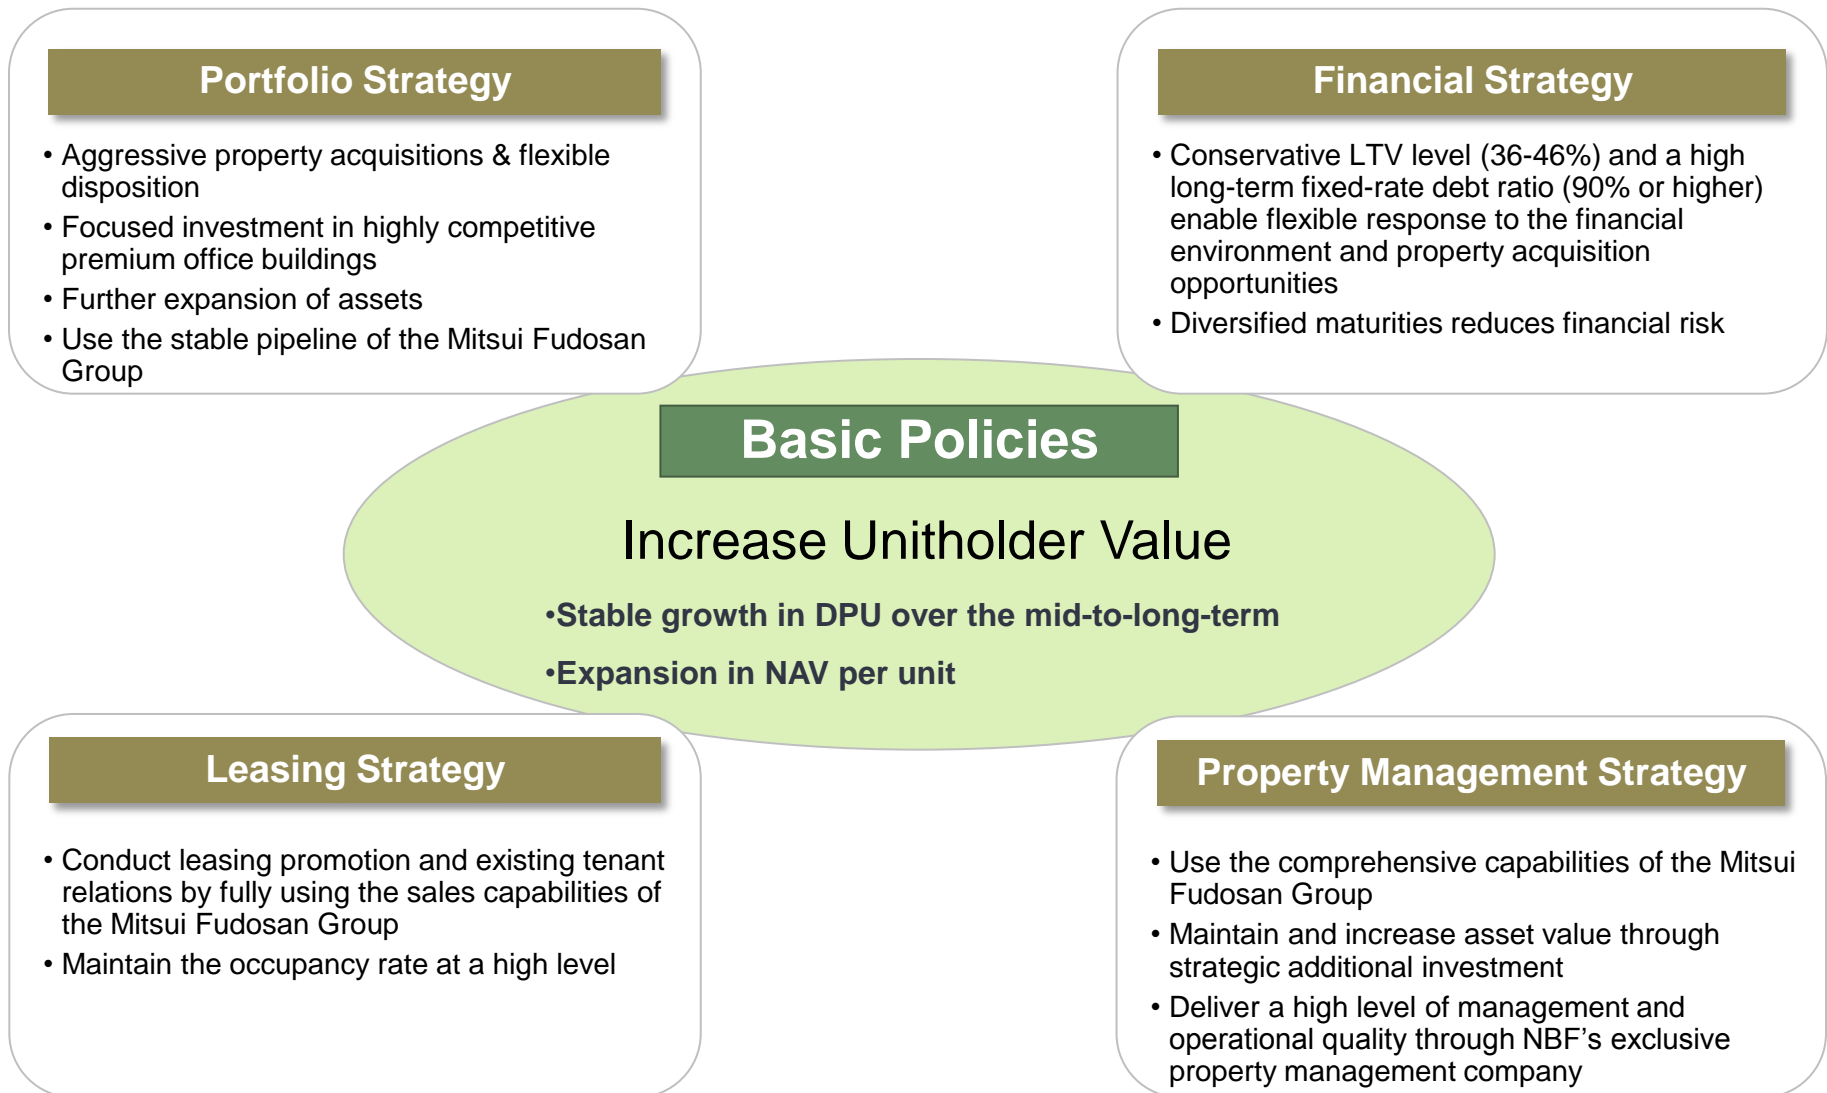 Portfolio Strategy
• Aggressive property acquisitions & flexible
disposition
• Focused investment in highly competitive
premium office buildings
• Further expansion of assets
• Use the stable pipeline of the Mitsui Fudosan
Group
Financial Strategy
• Conservative LTV level (36-46%) and a high
long-term fixed-rate debt ratio (90% or higher)
enable flexible response to the financial
environment and property acquisition
opportunities
• Diversified maturities reduces financial risk
Basic Policies
Increase Unitholder Value
•Stable growth in DPU over the mid-to-long-term
•Expansion in NAV per unit
Leasing Strategy
• Conduct leasing promotion and existing tenant
relations by fully using the sales capabilities of
the Mitsui Fudosan Group
• Maintain the occupancy rate at a high level
Property Management Strategy
• Use the comprehensive capabilities of the Mitsui
Fudosan Group
• Maintain and increase asset value through
strategic additional investment
• Deliver a high level of management and
operational quality through NBF’s exclusive
property management company